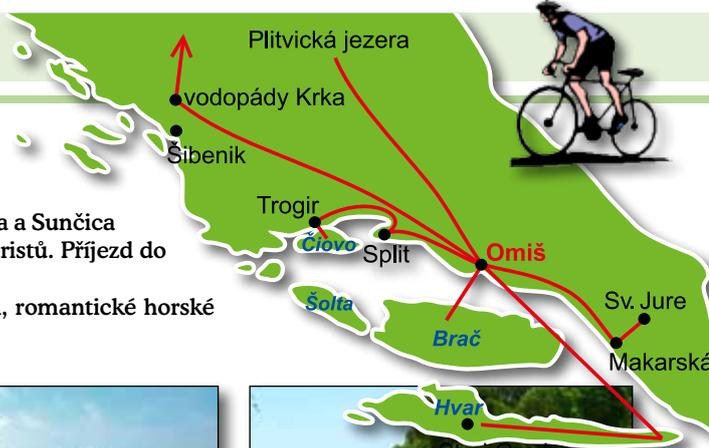 Plitvická jezera
vodopády Krka
Šibenik
Trogir
Čiovo
Split
Omiš
Šolta
Brač
Sv. Jure
Makarská
Hvar
a a Sunčica
ristů. Příjezd do
, romantické horské